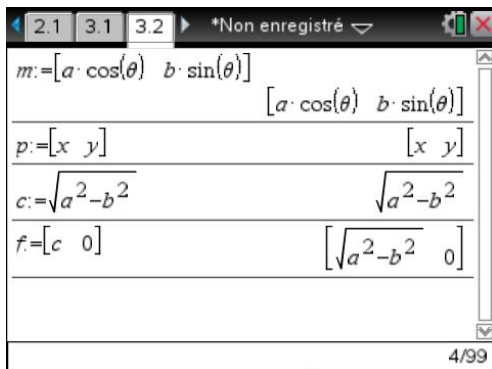 2.1 3.1 3.2 *Non enregistré
m:=[a·cos(θ) b·sin(θ)]
[a·cos(θ) b·sin(θ)]
p:=[x y]
[x y]
c:=√(a²−b²)
√(a²−b²)
f:=[c 0]
[√(a²−b²) 0]
4/99